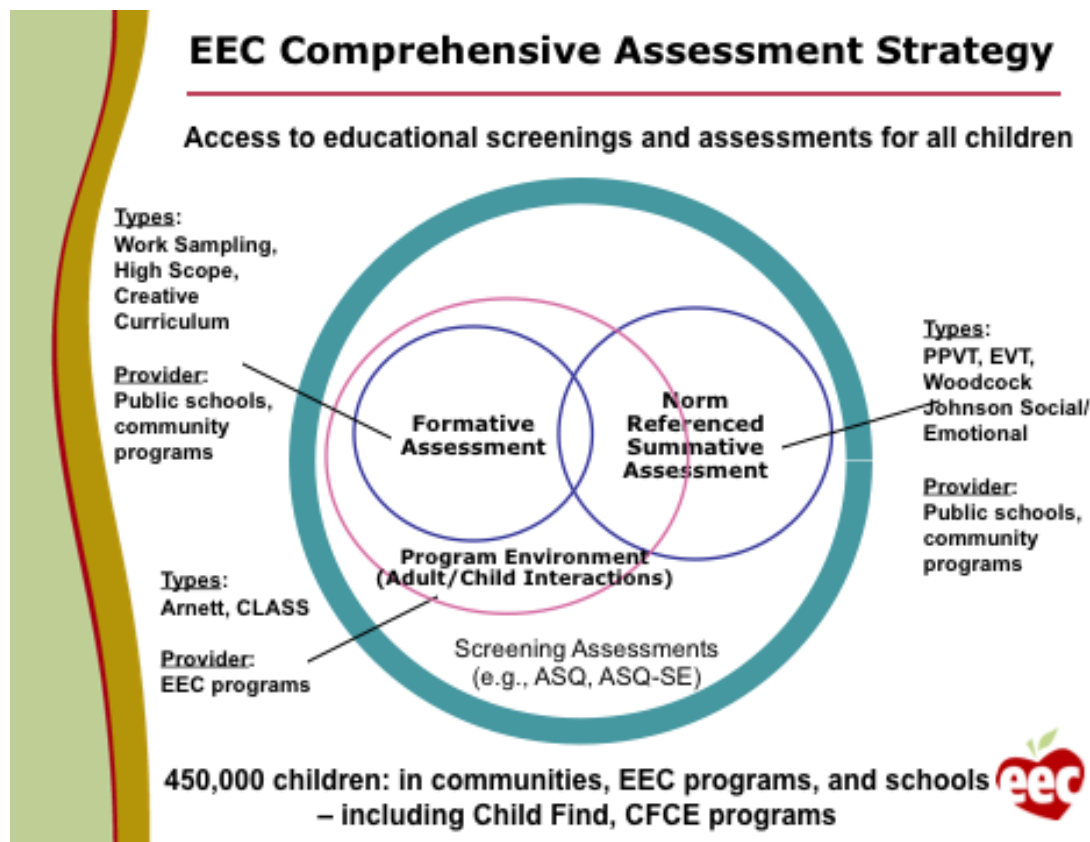 EEC Comprehensive Assessment Strategy
Access to educational screenings and assessments for all children
Types:
Work Sampling,
High Scope,
Creative
Curriculum
Provider:
Public schools,
community
programs
Formative
Assessment
Norm
Referenced
Summative
Assessment
Types:
PPVT, EVT,
Woodcock
Johnson Social/
Emotional
Provider:
Public schools,
community
programs
Program Environment
(Adult/Child Interactions)
Types:
Arnett, CLASS
Provider:
EEC programs
Screening Assessments
(e.g., ASQ, ASQ-SE)
450,000 children: in communities, EEC programs, and schools
– including Child Find, CFCE programs
eec